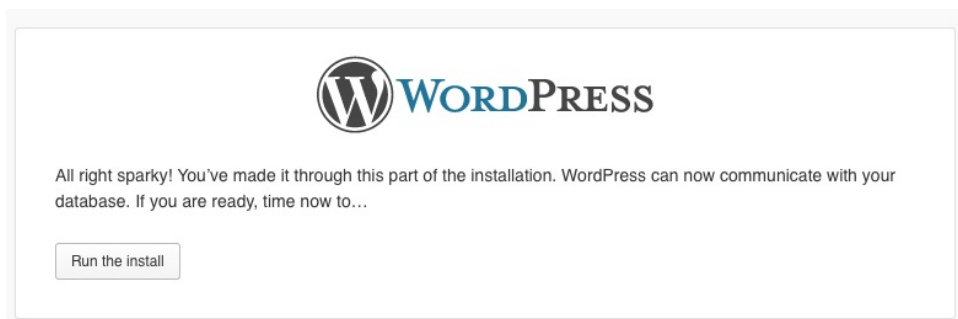 WORDPRESS
All right sparky! You’ve made it through this part of the installation. WordPress can now communicate with your
database. If you are ready, time now to…
Run the install